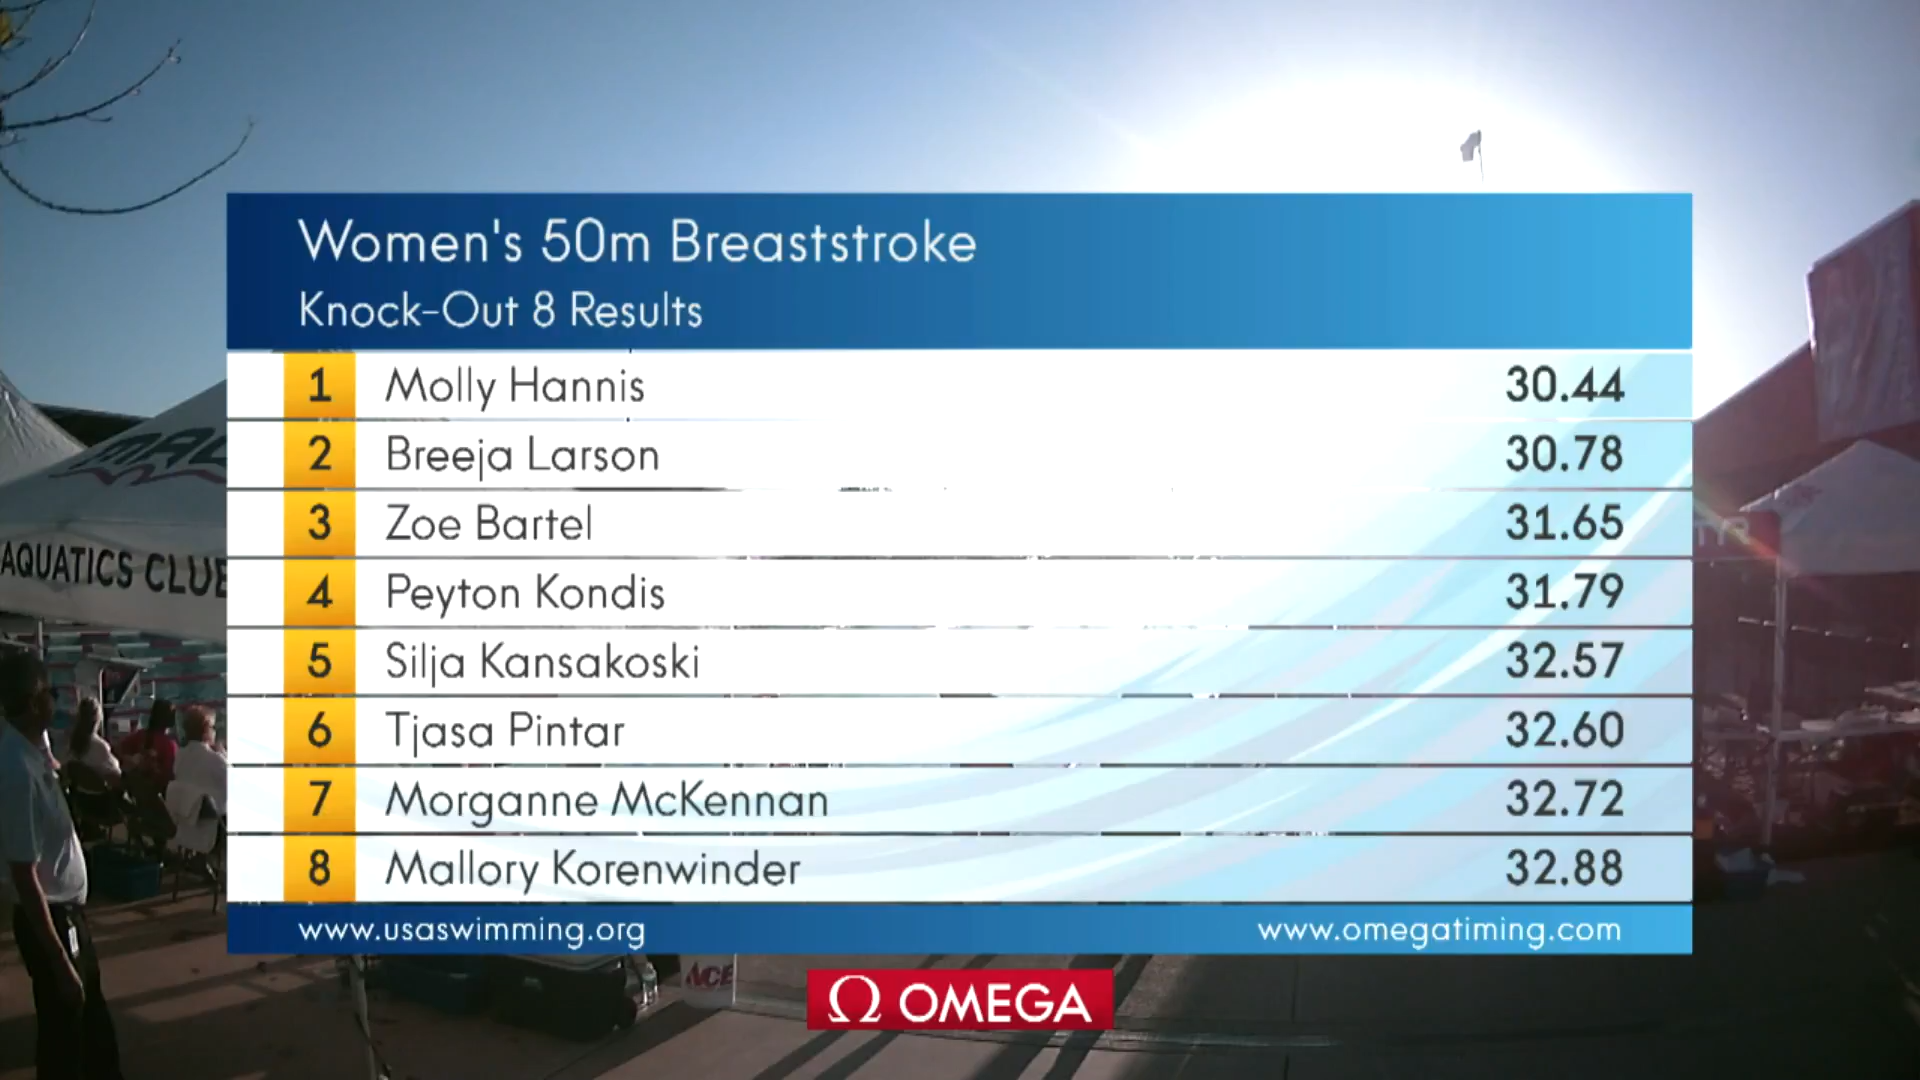 Women's 50m Breaststroke
Knock-Out 8 Results
1 Molly Hannis 30.44
2 Breeja Larson 30.78
3 Zoe Bartel 31.65
4 Peyton Kondis 31.79
5 Silja Kansakoski 32.57
6 Tjasa Pintar 32.60
7 Morganne McKennan 32.72
8 Mallory Korenwinder 32.88
www.usaswimming.org www.omegatiming.com
Ω OMEGA
AQUATICS CLUB
ACE